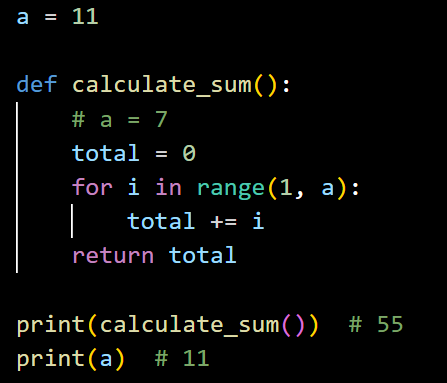 a = 11
def calculate_sum():
# a = 7
total = 0
for i in range(1, a):
total += i
return total
print(calculate_sum())  # 55
print(a)  # 11